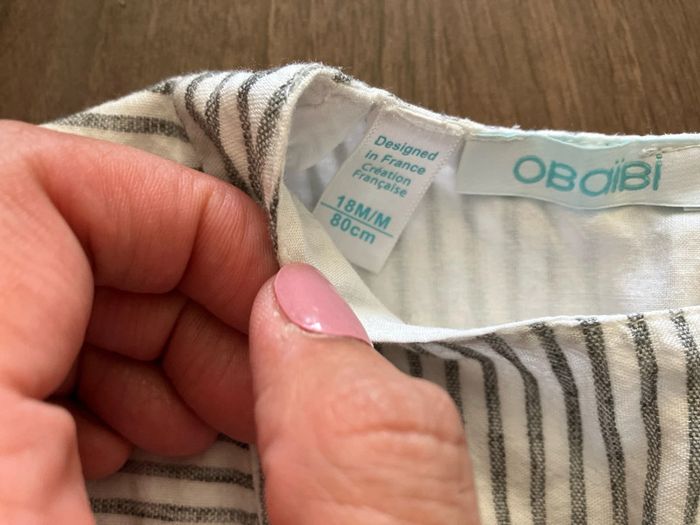 Designed
in France
Création
Française
18M/M
80cm
OBaïBi